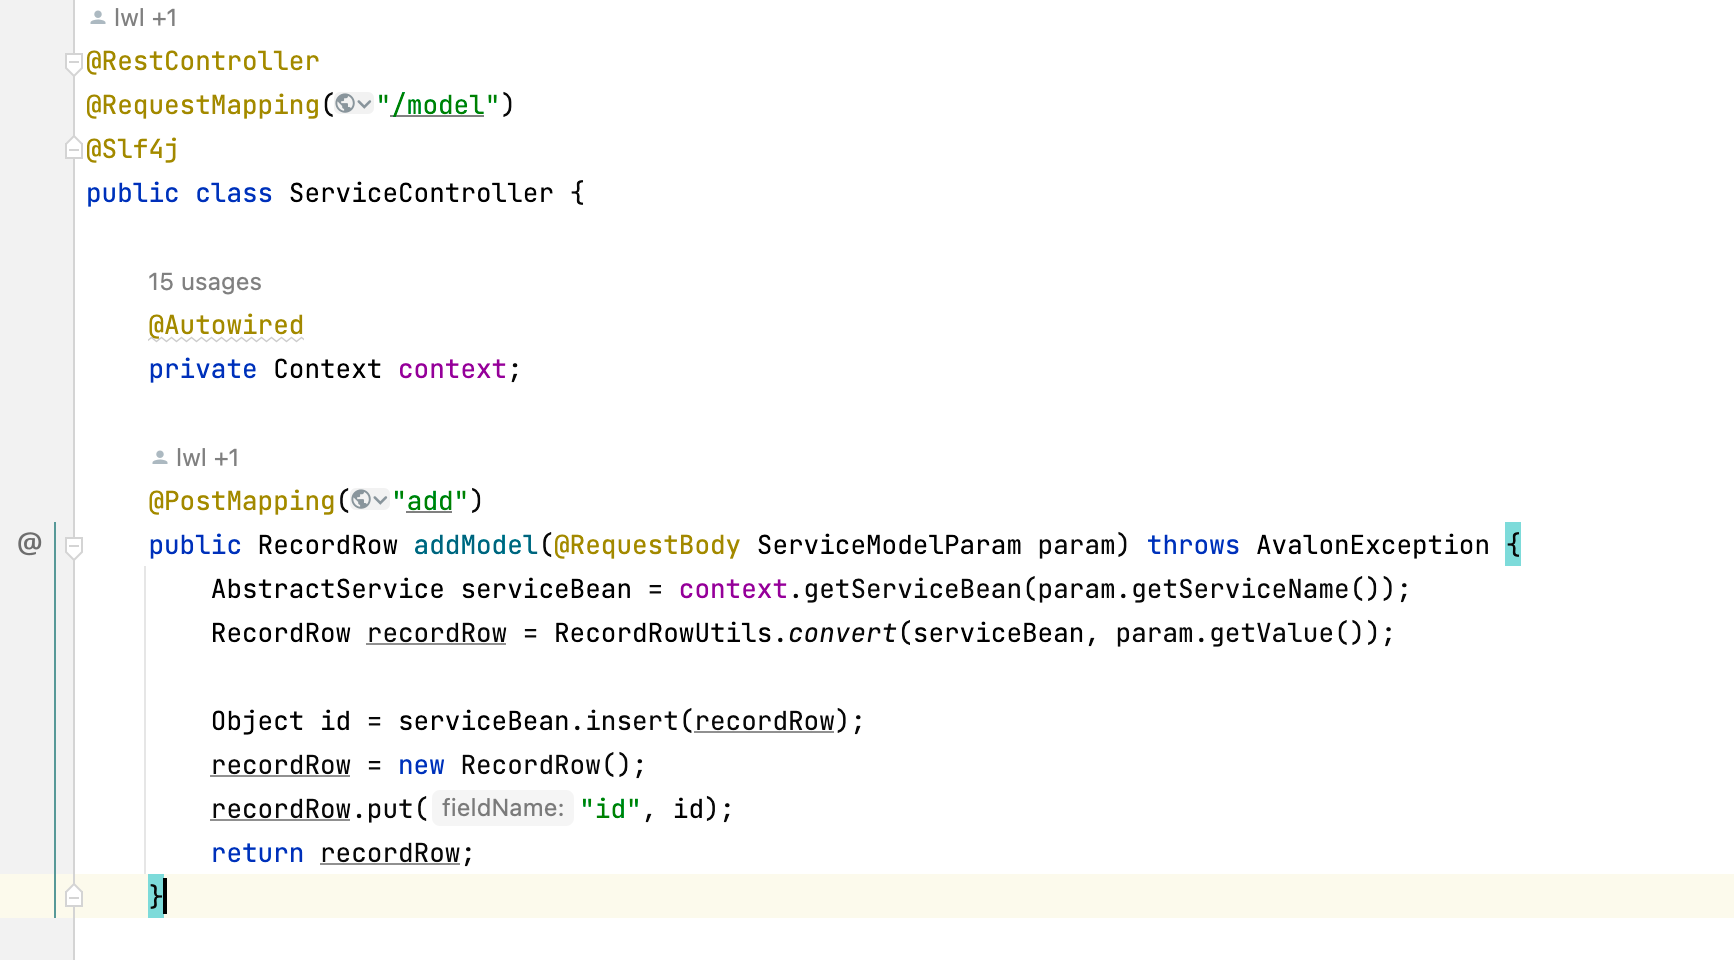 lwl +1
@RestController
@RequestMapping("/model")
@Slf4j
public class ServiceController {
15 usages
@Autowired
private Context context;
lwl +1
@PostMapping("add")
@
public RecordRow addModel(@RequestBody ServiceModelParam param) throws AvalonException {
AbstractService serviceBean = context.getServiceBean(param.getServiceName());
RecordRow recordRow = RecordRowUtils.convert(serviceBean, param.getValue());
Object id = serviceBean.insert(recordRow);
recordRow = new RecordRow();
recordRow.put( fieldName: "id", id);
return recordRow;
}